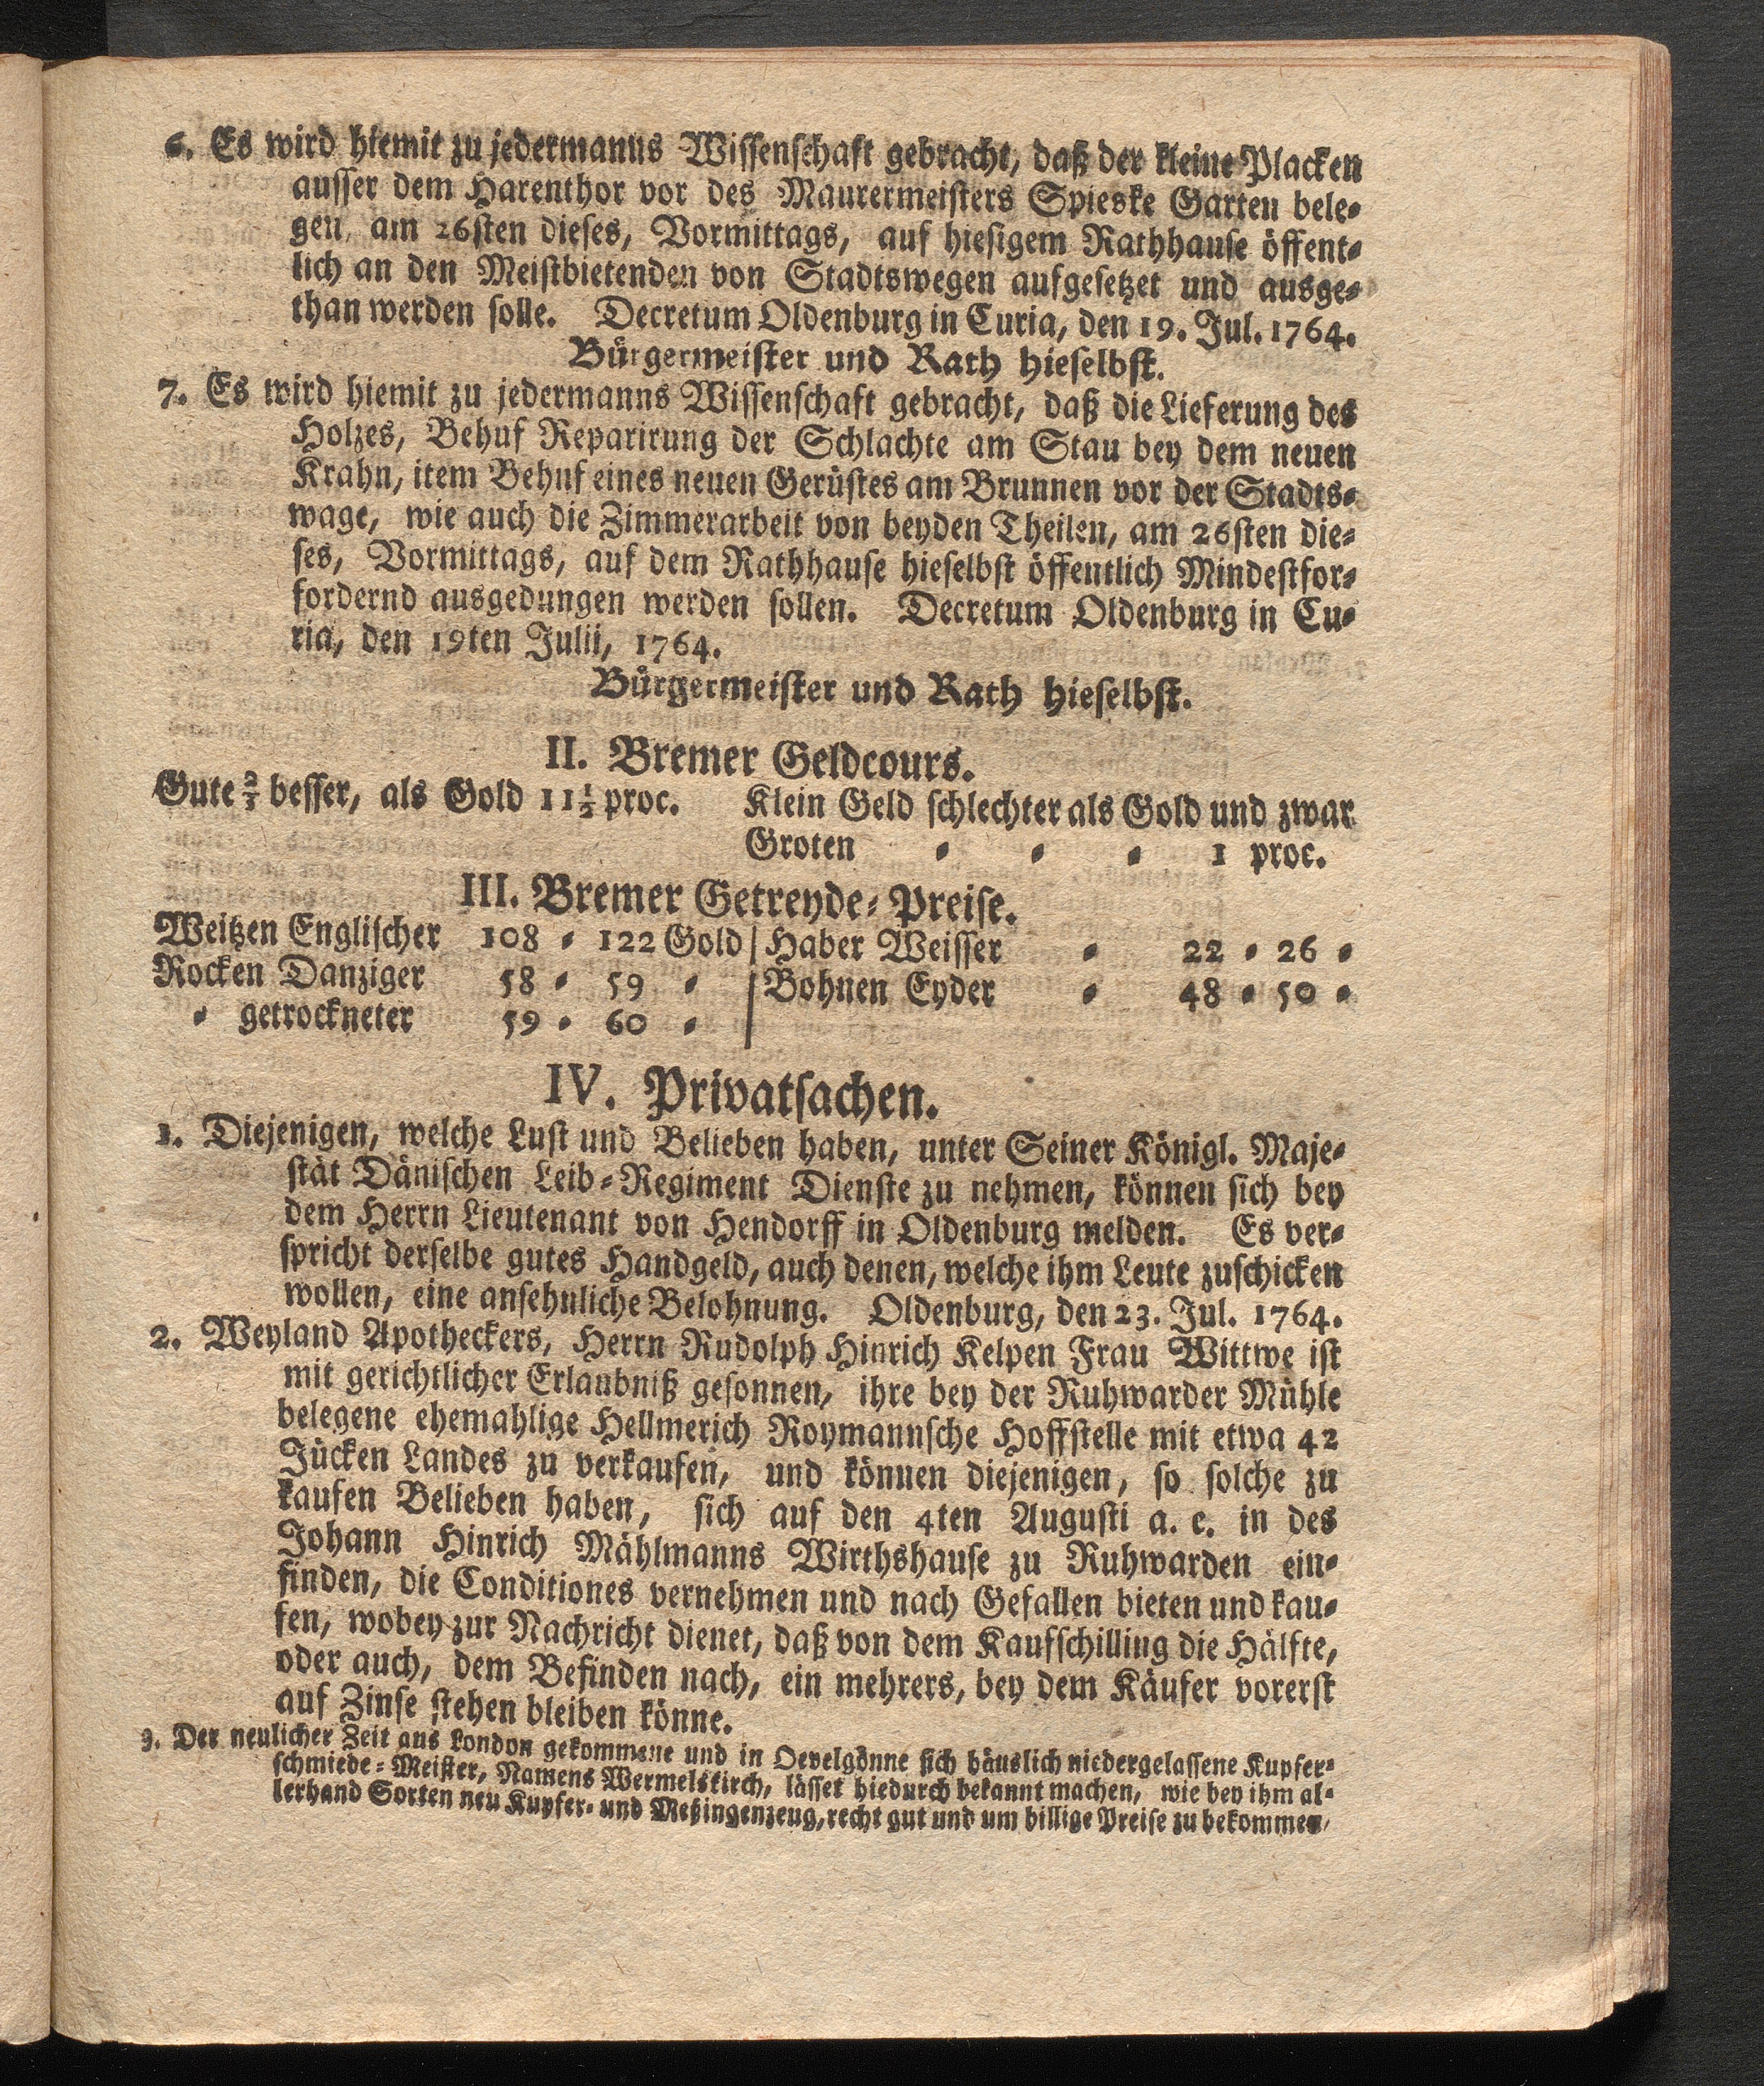 6. Es wird hiemit zu jedermanns Wissenschaft gebracht, daß der kleine Placken
ausser dem Harenthor vor des Maurermeisters Spieske Garten bele-
gen, am 26sten dieses, Vormittags, auf hiesigem Rathhause öffent-
lich an den Meistbietenden von Stadtswegen aufgesetzet und ausge-
than werden solle. Decretum Oldenburg in Curia, den 19. Jul. 1764.
Bürgermeister und Rath hieselbst.
7. Es wird hiemit zu jedermanns Wissenschaft gebracht, daß die Lieferung des
Holzes, Behuf Reparirung der Schlachte am Stau bey dem neuen
Krahn, item Behuf eines neuen Gerüstes am Brunnen vor der Stadts-
wage, wie auch die Zimmerarbeit von beyden Theilen, am 26sten die-
ses, Vormittags, auf dem Rathhause hieselbst öffentlich Mindestfor-
fordernd ausgedungen werden sollen. Decretum Oldenburg in Cu-
ria, den 19ten Julii, 1764.
Bürgermeister und Rath hieselbst.
II. Bremer Geldcours.
Gute 2/3 besser, als Gold 11 1/2 proc. Klein Geld schlechter als Gold und zwar
Groten - - - 1 proc.
III. Bremer Getreyde-Preise.
Weitzen Englischer 108 - 122 Gold | Haber Weisser - 22 - 26 -
Rocken Danziger 58 - 59 - | Bohnen Eyder - 48 - 50 -
- getrockneter 59 - 60 - |
IV. Privatsachen.
1. Diejenigen, welche Lust und Belieben haben, unter Seiner Königl. Maje-
stät Dänischen Leib-Regiment Dienste zu nehmen, können sich bey
dem Herrn Lieutenant von Hendorff in Oldenburg melden. Es ver-
spricht derselbe gutes Handgeld, auch denen, welche ihm Leute zuschicken
wollen, eine ansehnliche Belohnung. Oldenburg, den 23. Jul. 1764.
2. Weyland Apotheckers, Herrn Rudolph Hinrich Kelpen Frau Wittwe ist
mit gerichtlicher Erlaubniß gesonnen, ihre bey der Ruhwarder Mühle
belegene ehemahlige Hellmerich Roymannsche Hoffstelle mit etwa 42
Jücken Landes zu verkaufen, und können diejenigen, so solche zu
kaufen Belieben haben, sich auf den 4ten Augusti a. c. in des
Johann Hinrich Mählmanns Wirthshause zu Ruhwarden ein-
finden, die Conditiones vernehmen und nach Gefallen bieten und kau-
fen, wobey zur Nachricht dienet, daß von dem Kaufschilling die Hälfte,
oder auch, dem Befinden nach, ein mehrers, bey dem Käufer vorerst
auf Zinse stehen bleiben könne.
3. Der neulicher Zeit aus London gekommene und in Oevelgönne sich häuslich niedergelassene Kupfer-
schmiede-Meister, Namens Wermelskirch, lässet hiedurch bekannt machen, wie bey ihm al-
lerhand Sorten neu Kupfer- und Meßingenzeug, recht gut und um billige Preise zu bekommen,